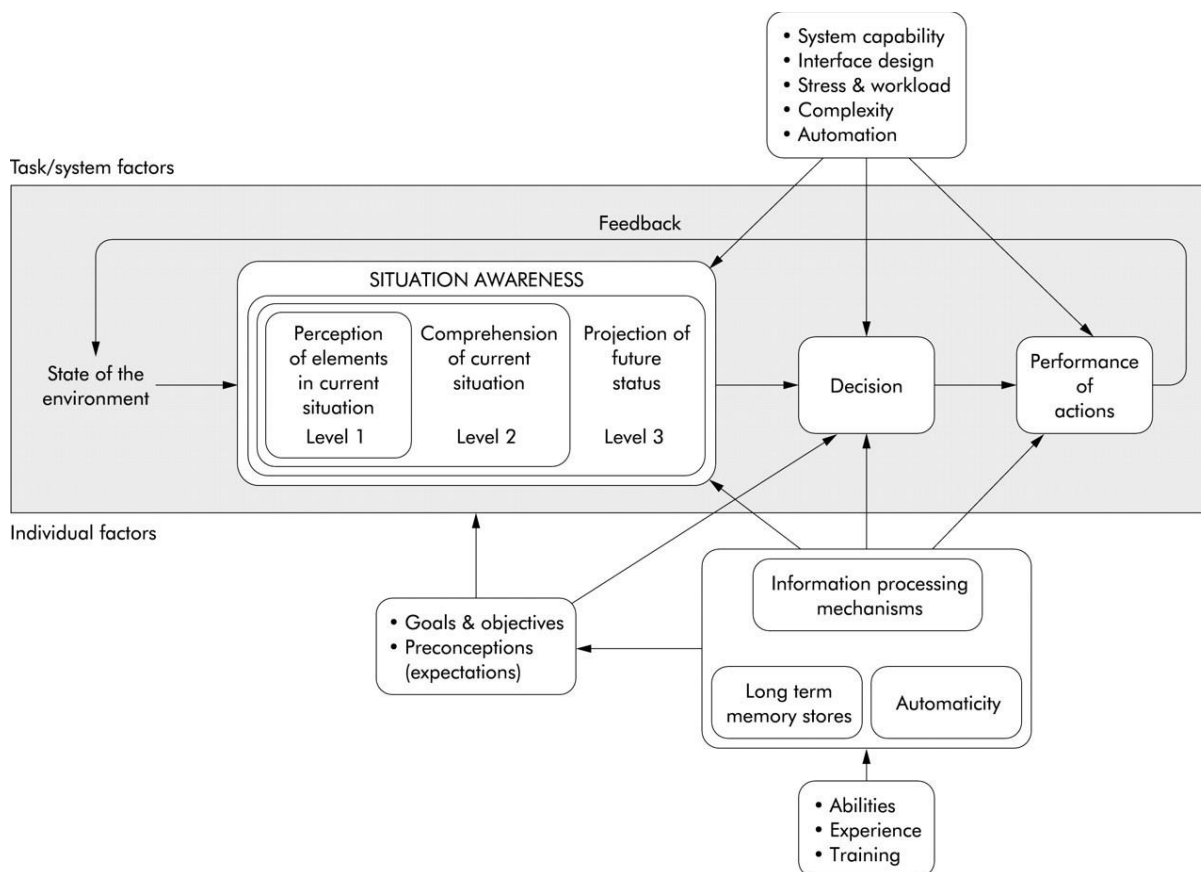 • System capability
• Interface design
• Stress & workload
• Complexity
• Automation
Task/system factors
Feedback
SITUATION AWARENESS
Perception
of elements
in current
situation
Level 1
Comprehension
of current
situation
Level 2
Projection of
future
status
Level 3
State of the
environment
Decision
Performance
of
actions
Individual factors
• Goals & objectives
• Preconceptions
(expectations)
Information processing
mechanisms
Long term
memory stores
Automaticity
• Abilities
• Experience
• Training